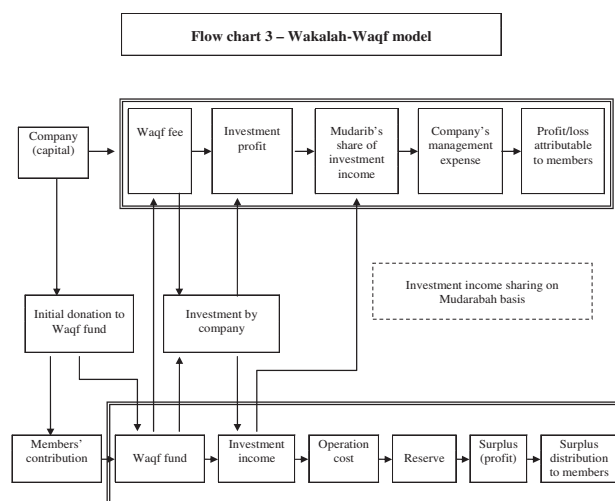 Flow chart 3 – Wakalah-Waqf model
Company
(capital)
Waqf fee
Investment
profit
Mudarib's
share of
investment
income
Company's
management
expense
Profit/loss
attributable
to members
Initial donation to
Waqf fund
Investment by
company
Investment income sharing on
Mudarabah basis
Members'
contribution
Waqf fund
Investment
income
Operation
cost
Reserve
Surplus
(profit)
Surplus
distribution
to members